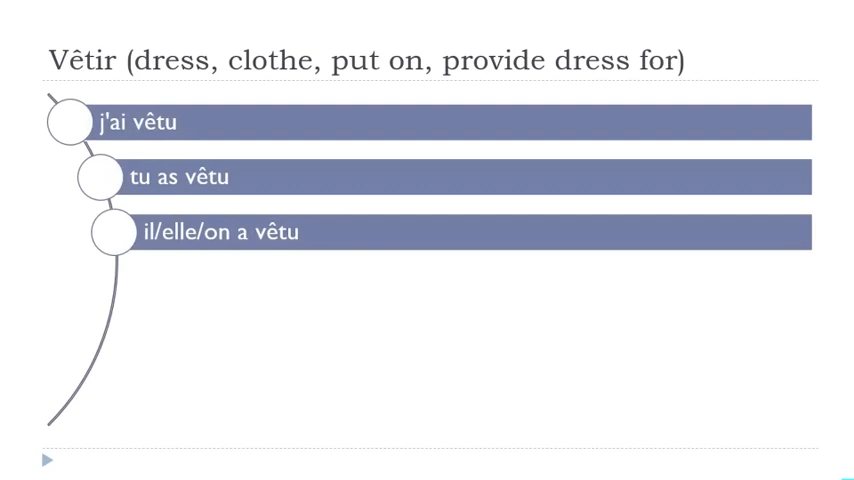 Vêtir (dress, clothe, put on, provide dress for)
j'ai vêtu
tu as vêtu
il/elle/on a vêtu